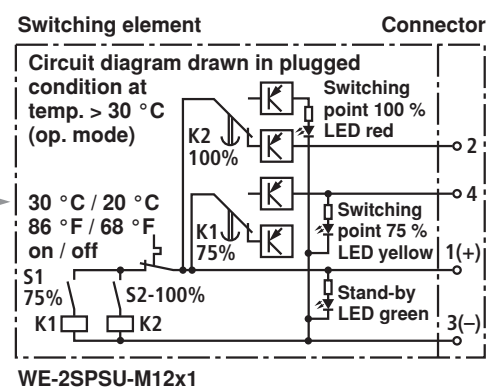 Switching element
Connector
Circuit diagram drawn in plugged
condition at
temp. > 30 °C
(op. mode)
Switching
point 100 %
LED red
K2
100%
2
4
30 °C / 20 °C
86 °F / 68 °F
on / off
K1
75%
Switching
point 75 %
LED yellow
1(+)
S1
75%
S2-100%
Stand-by
LED green
K1
K2
3(–)
WE-2SPSU-M12x1